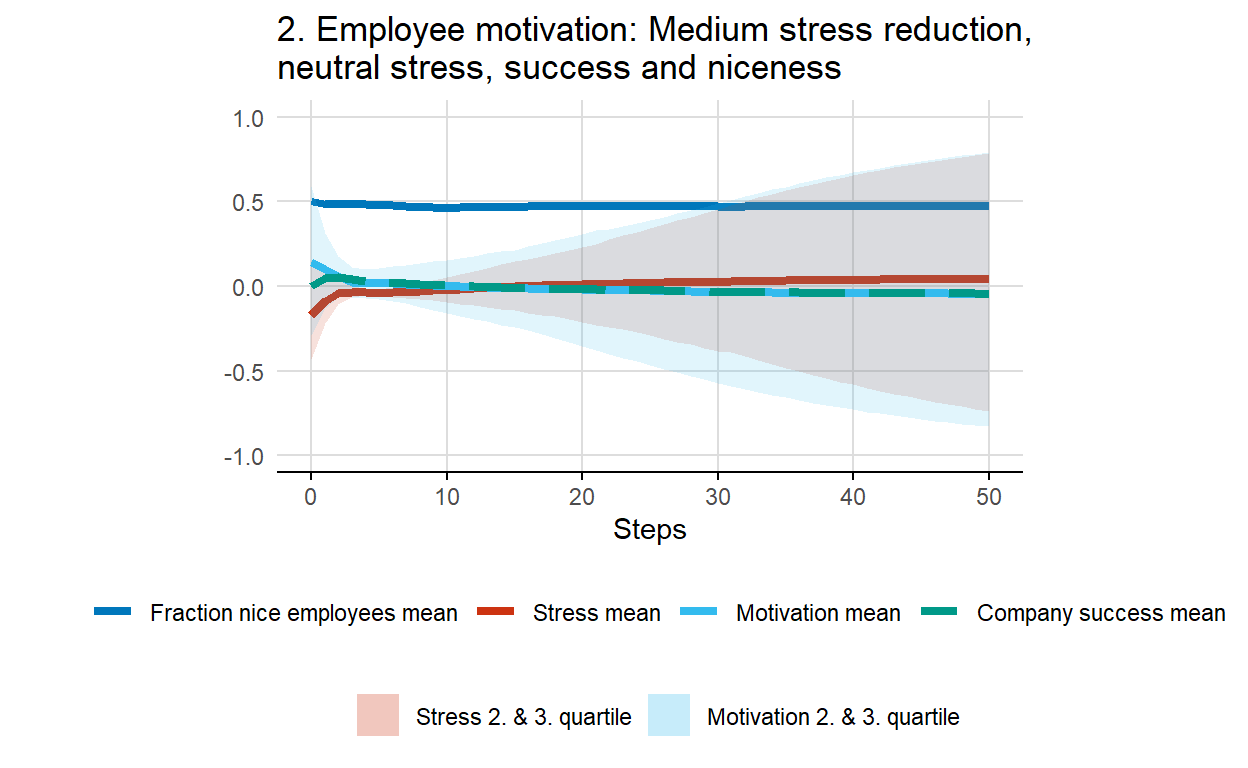 2. Employee motivation: Medium stress reduction,
neutral stress, success and niceness
1.0
0.5
0.0
-0.5
-1.0
0 10 20 30 40 50
Steps
Fraction nice employees mean Stress mean Motivation mean Company success mean
Stress 2. & 3. quartile Motivation 2. & 3. quartile